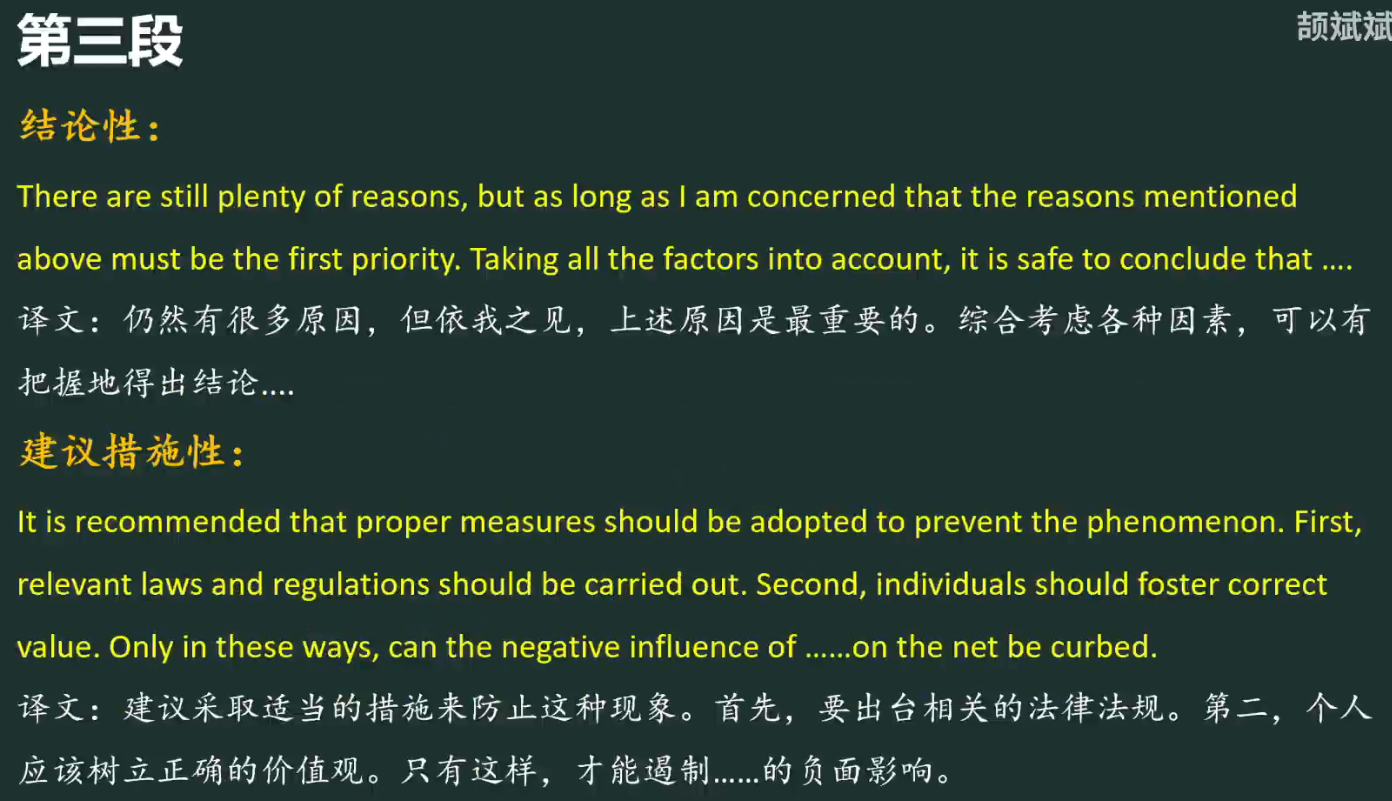 第三段
颉斌斌
结论性：
There are still plenty of reasons, but as long as I am concerned that the reasons mentioned
above must be the first priority. Taking all the factors into account, it is safe to conclude that ....
译文：仍然有很多原因，但依我之见，上述原因是最重要的。综合考虑各种因素，可以有
把握地得出结论....
建议措施性：
It is recommended that proper measures should be adopted to prevent the phenomenon. First,
relevant laws and regulations should be carried out. Second, individuals should foster correct
value. Only in these ways, can the negative influence of ......on the net be curbed.
译文：建议采取适当的措施来防止这种现象。首先，要出台相关的法律法规。第二，个人
应该树立正确的价值观。只有这样，才能遏制......的负面影响。